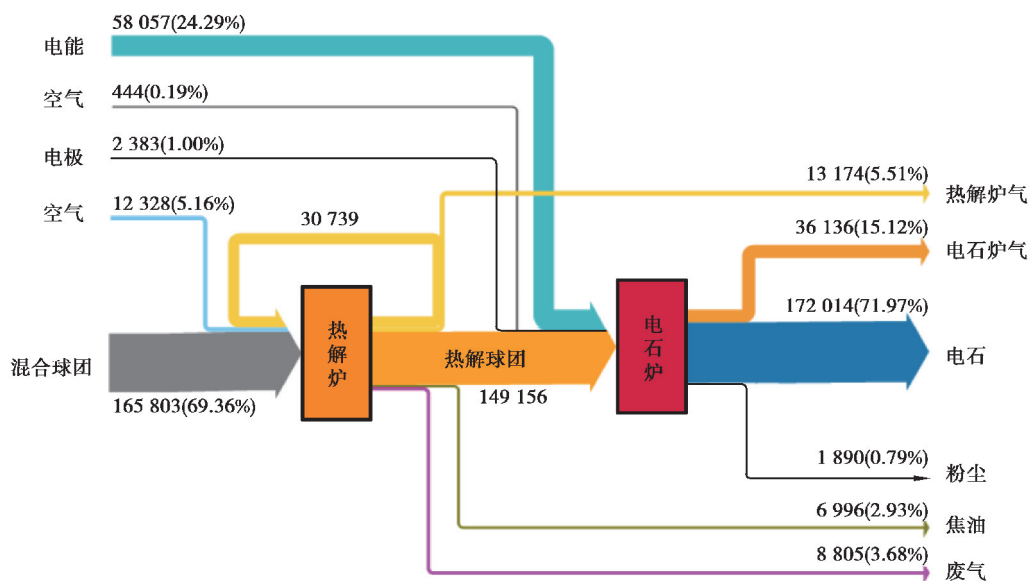 58 057(24.29%)
电能
444(0.19%)
空气
2 383(1.00%)
电极
12 328(5.16%)
空气
30 739
13 174(5.51%)
热解炉气
36 136(15.12%)
电石炉气
172 014(71.97%)
电石
混合球团
165 803(69.36%)
热解炉
热解球团
149 156
电石炉
1 890(0.79%)
粉尘
6 996(2.93%)
焦油
8 805(3.68%)
废气